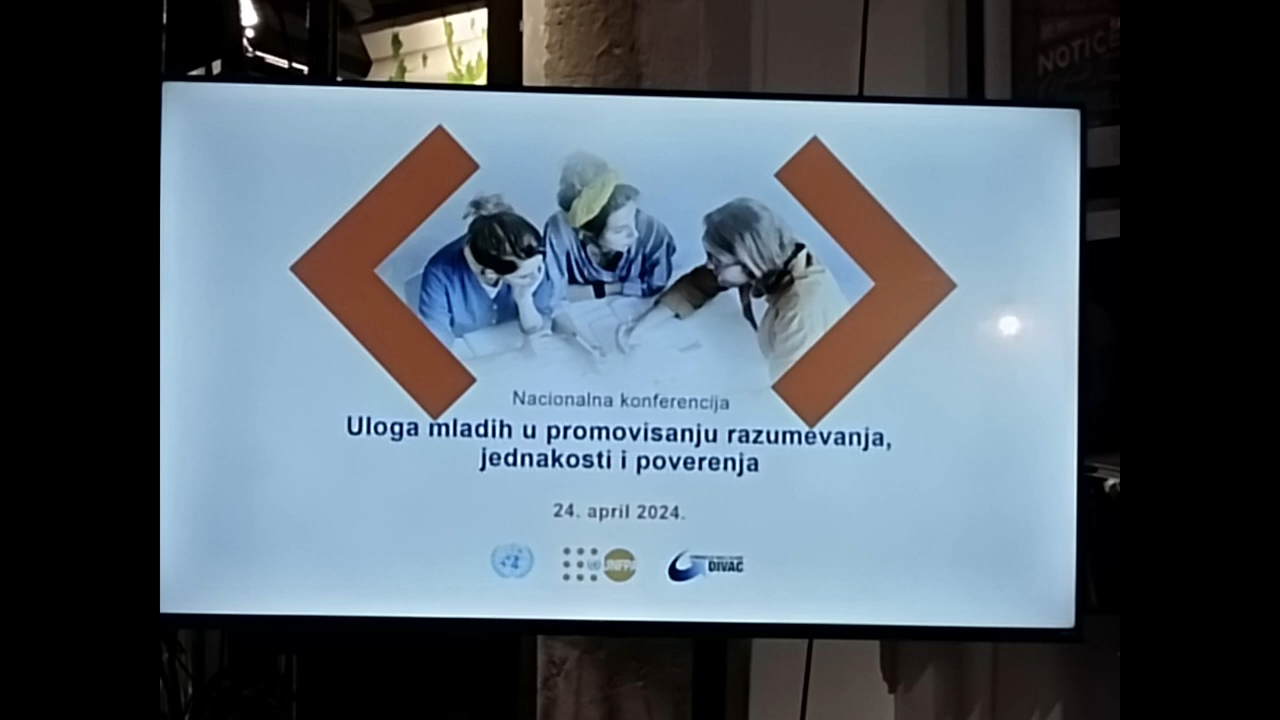 NOTICE
Nacionalna konferencija
Uloga mladih u promovisanju razumevanja,
jednakosti i poverenja
24. april 2024.
UNFPA
DIVAC